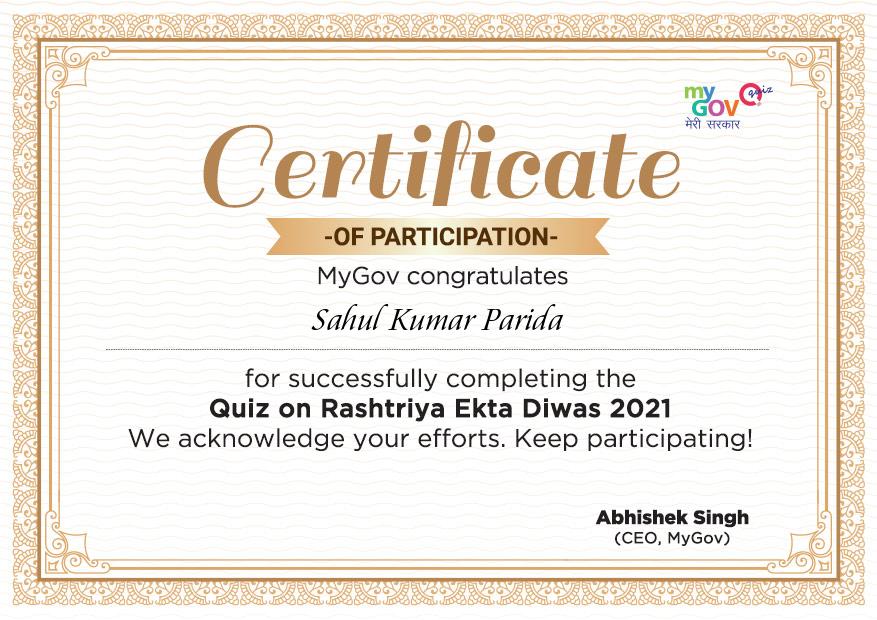 my quiz
GOV
मेरी सरकार
Certificate
-OF PARTICIPATION-
MyGov congratulates
Sahul Kumar Parida
for successfully completing the
Quiz on Rashtriya Ekta Diwas 2021
We acknowledge your efforts. Keep participating!
Abhishek Singh
(CEO, MyGov)